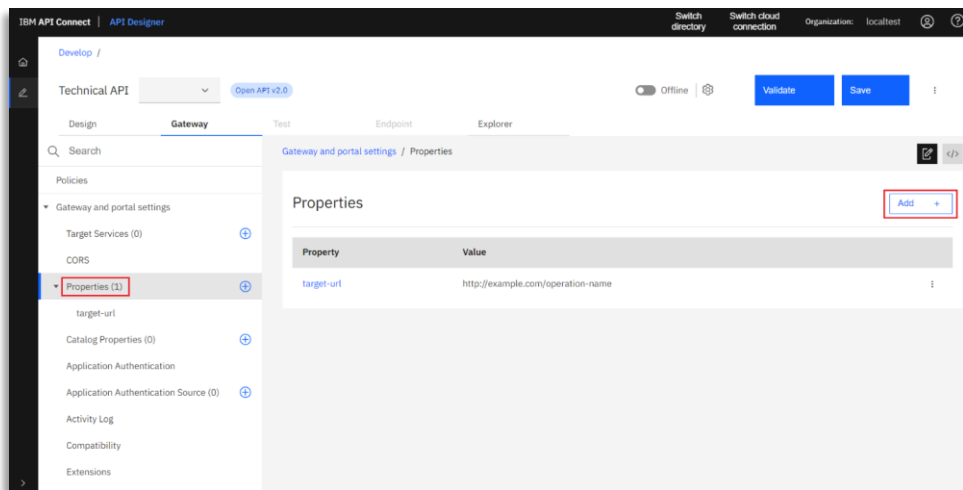 IBM API Connect | API Designer
Switch directory
Switch cloud connection
Organization: localtest
Develop /
Technical API
Open API v2.0
Offline
Validate
Save
Design
Gateway
Test
Endpoint
Explorer
Search
Gateway and portal settings / Properties
</>
Policies
Gateway and portal settings
Properties
Add +
Target Services (0)
CORS
Property Value
Properties (1)
target-url http://example.com/operation-name
target-url
Catalog Properties (0)
Application Authentication
Application Authentication Source (0)
Activity Log
Compatibility
Extensions